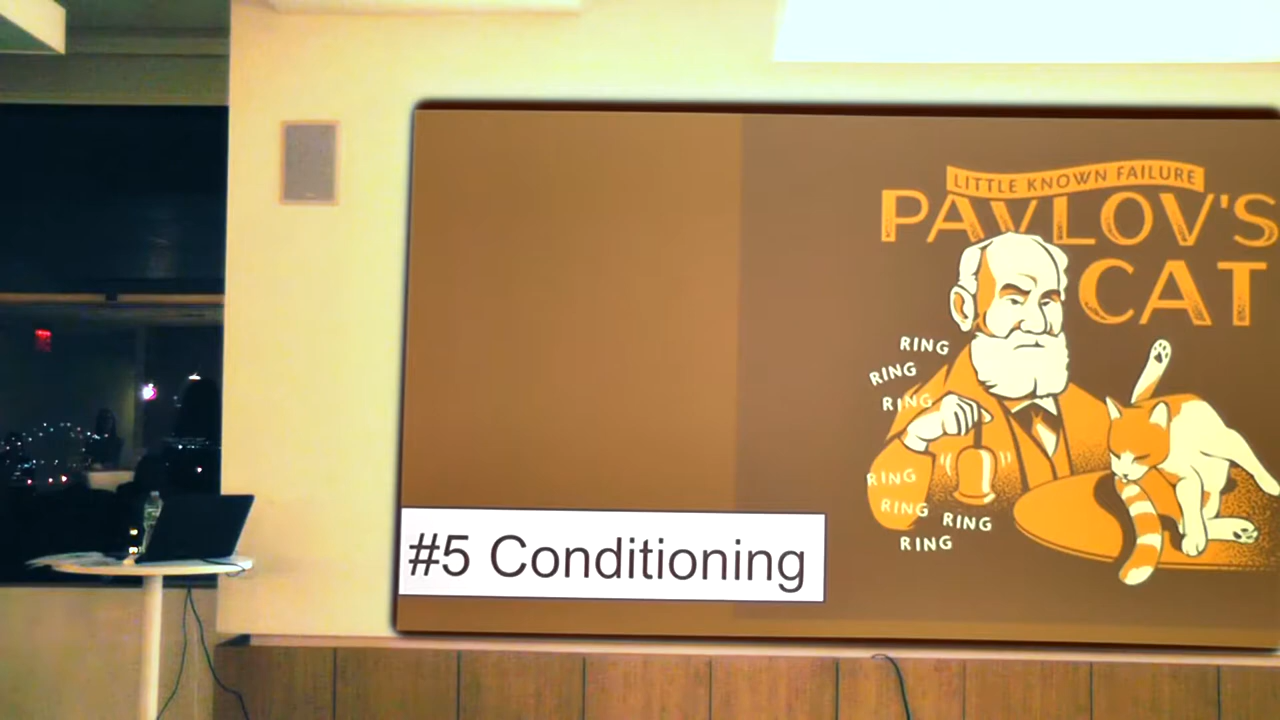 LITTLE KNOWN FAILURE
PAVLOV'S
CAT
RING
RING
RING
RING
RING
RING
RING
#5 Conditioning